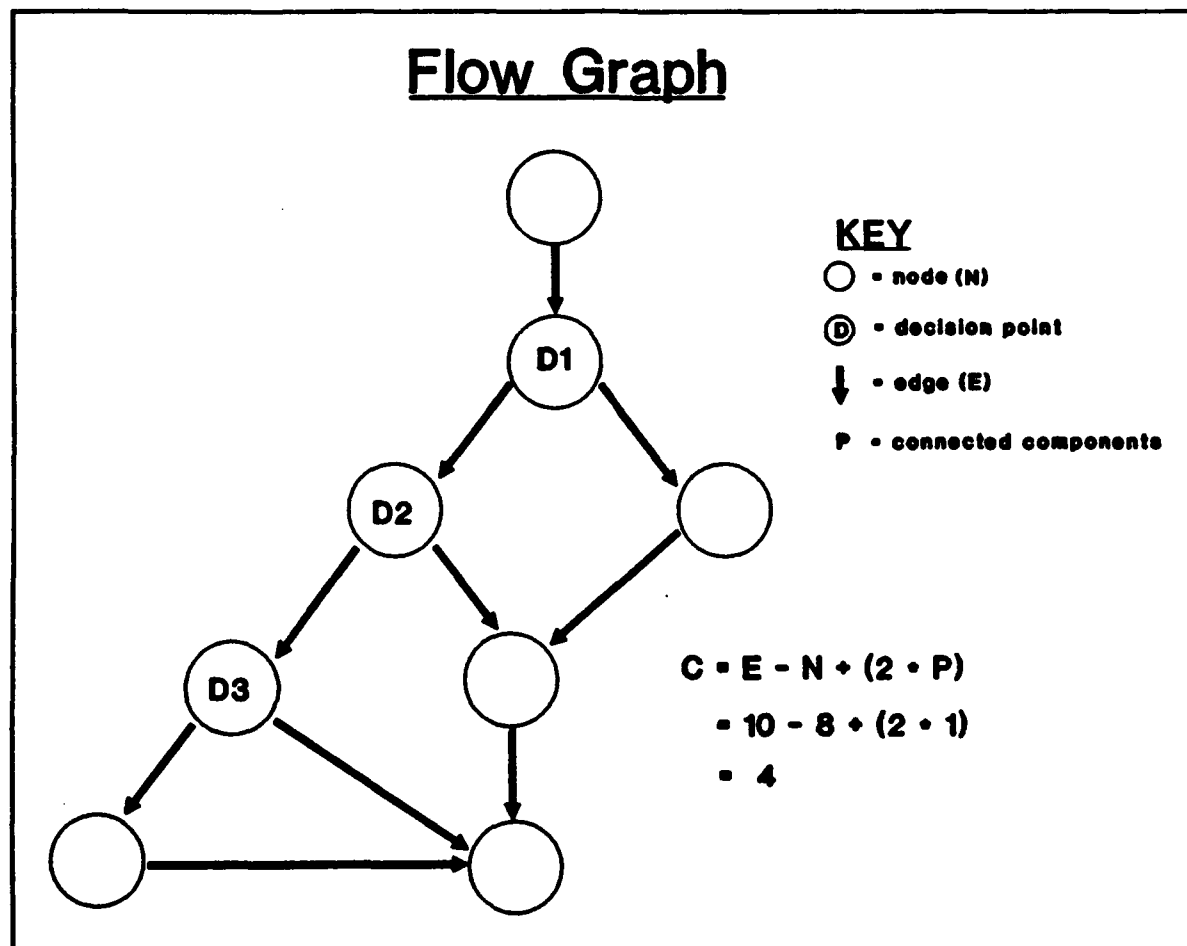 Flow Graph
KEY
= node (N)
D = decision point
= edge (E)
P = connected components
D1
D2
D3
C = E - N + (2 * P)
= 10 - 8 + (2 * 1)
= 4